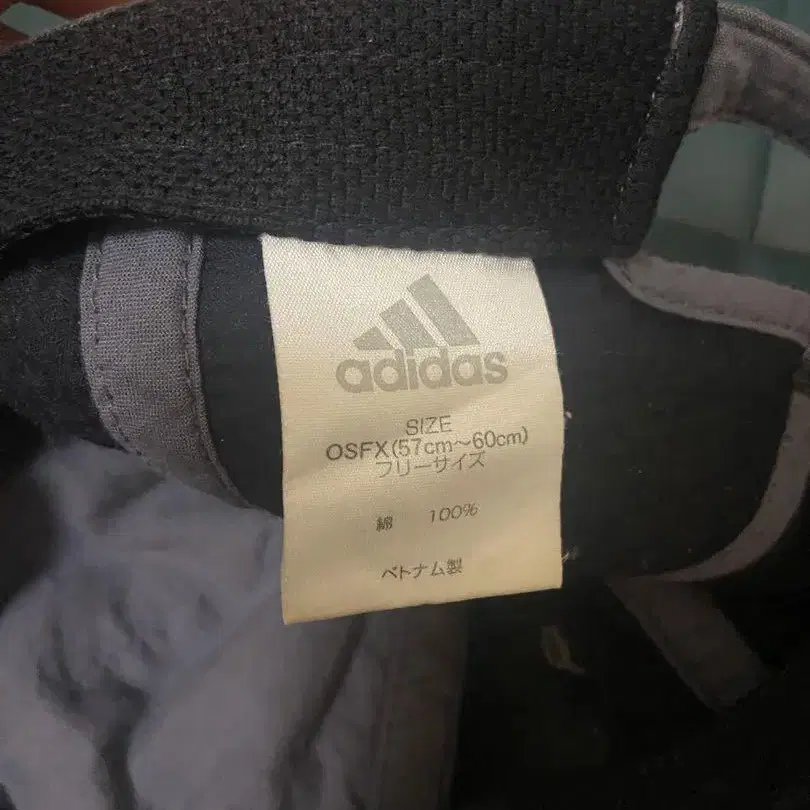 adidas
SIZE
OSFX(57cm～60cm)
フリーサイズ
綿 100%
ベトナム製